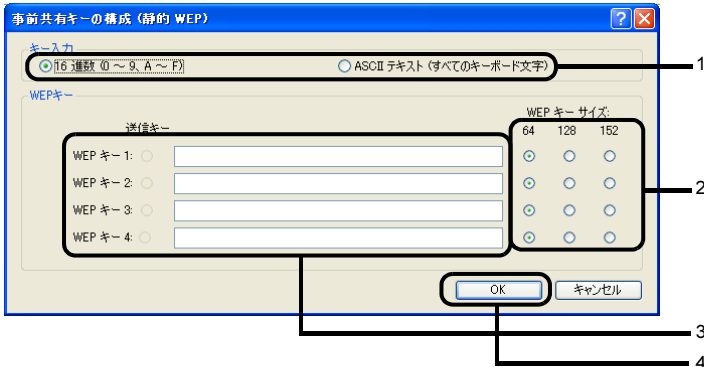 事前共有キーの構成 (静的 WEP)
キー入力
16 進数 (0 ～ 9、A ～ F)
ASCII テキスト (すべてのキーボード文字)
1
WEPキー
WEP キー サイズ:
送信キー
64 128 152
WEP キー 1:
WEP キー 2:
2
WEP キー 3:
WEP キー 4:
OK
キャンセル
3
4